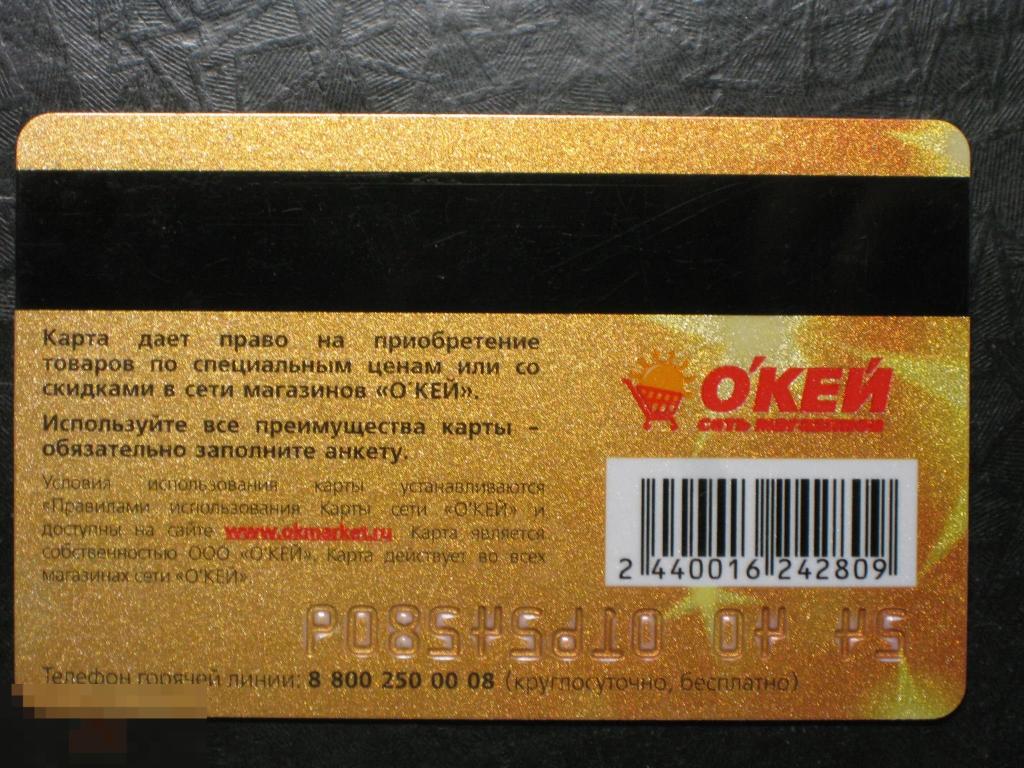 Карта дает право на приобретение
товаров по специальным ценам или со
скидками в сети магазинов «О'КЕЙ».
Используйте все преимущества карты –
обязательно заполните анкету.
Условия использования карты устанавливаются
«Правилами использования Карты сети «О'КЕЙ» и
доступны на сайте www.okmarket.ru. Карта является
собственностью ООО «О'КЕЙ». Карта действует во всех
магазинах сети «О'КЕЙ»
О'КЕЙ
сеть магазинов
2 440016 242809
Телефон горячей линии: 8 800 250 00 08 (круглосуточно, бесплатно)